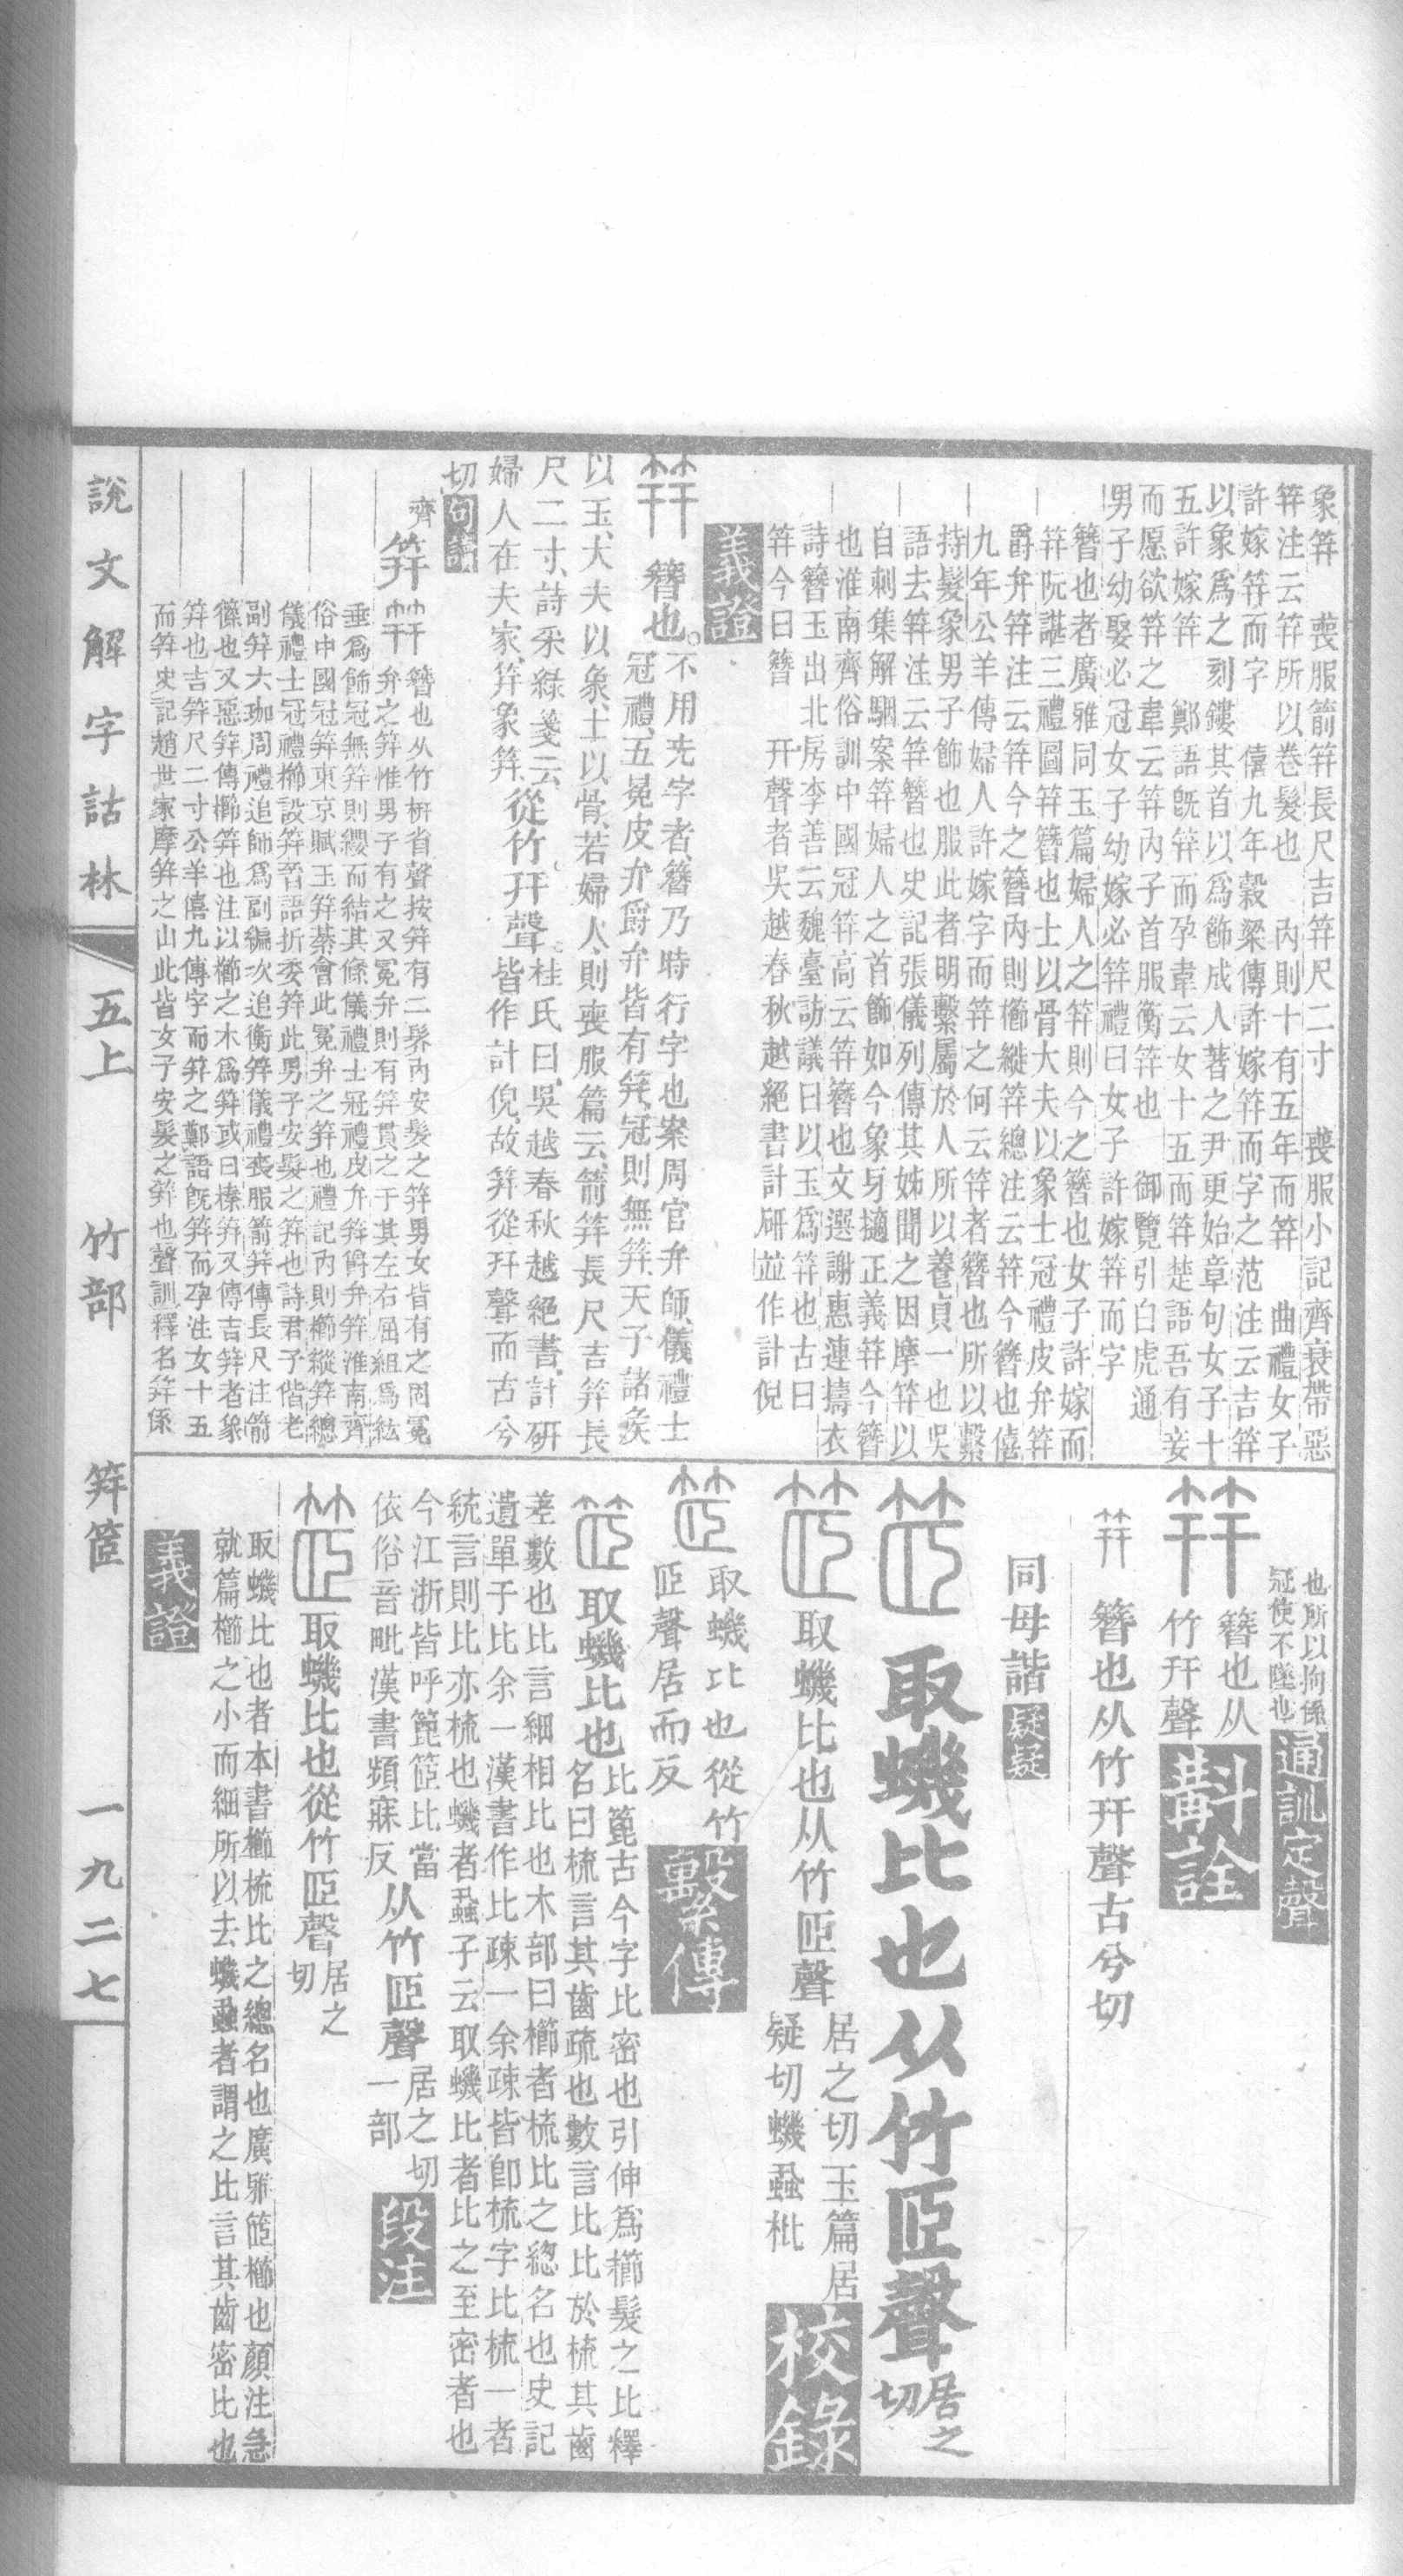 象笄　喪服箭笄長尺吉笄尺二寸　喪服小記齊衰帶惡
笄注云笄所以卷髮也　內則十有五年而笄　曲禮女子
許嫁笄而字　僖九年穀梁傳許嫁笄而字之范注云吉笄
以象爲之刻鏤其首以爲飾成人著之尹更始章句女子十
五許嫁笄　鄭語旣笄而孕韋云女十五而笄楚語吾有妾
而愿欲笄之韋云笄內子首服衡笄也　御覽引白虎通
男子幼娶必冠女子幼嫁必笄禮曰女子許嫁笄而字
簪也者廣雅同玉篇婦人之笄則今之簪也女子許嫁而
笄阮諶三禮圖笄簪也士以骨大夫以象士冠禮皮弁笄
爵弁笄注云笄今之簪內則櫛縰笄總注云笄今簪也僖
九年公羊傳婦人許嫁字而笄之何云笄者簪也所以繫
持髮象男子飾也服此者明繫屬於人所以養貞一也吳
語去笄注云笄簪也史記張儀列傳其姊聞之因摩笄以
自刺集解駰案笄婦人之首飾如今象身擿正義笄今簪
也淮南齊俗訓中國冠笄高云笄簪也文選謝惠連擣衣
詩簪玉出北房李善云魏臺訪議曰以玉爲笄也古曰
笄今曰簪　幵聲者吳越春秋越絕書計研並作計倪
義證
笄　簪也。不用兂字者、簪乃時行字也案周官弁師、儀禮士
冠禮、五冕皮弁、爵弁皆有笄、冠則無笄、天子諸矦
以玉、大夫以象、士以骨、若婦人、則喪服篇云、箭笄長尺吉笄長
尺二寸、詩采綠箋云、
婦人在夫家、笄象笄、從竹。幵聲。桂氏曰、吳越春秋越絕書、計硏
皆作計倪、故笄從幵聲而古兮
切句讀
笄　簪也从竹幵省聲按笄有二髺內安髮之笄男女皆有之固冕
弁之笄惟男子有之又冕弁則有笄貫之于其左右屈組爲紘
垂爲飾冠無笄則纓而結其絛儀禮士冠禮皮弁笄爵弁笄淮南齊
俗中國冠笄東京賦玉笄綦會此冕弁之笄也禮記內則櫛縰笄總
儀禮士冠禮櫛設笄晉語折委笄此男子安髮之笄也詩君子偕老
副笄六珈周禮追師爲副編次追衡笄儀禮喪服箭笄傳長尺注箭
篠也又惡笄傳櫛笄也注以櫛之木爲笄或曰榛笄又傳吉笄者象
笄也吉笄尺二寸公羊僖九傳字而笄之鄭語旣笄而孕注女十五
而笄史記趙世家摩笄之山此皆女子安髮之笄也聲訓釋名笄係
也所以拘係
冠使不墜也
通訓定聲
笄　簪也从
竹幵聲
斠詮
笄　簪也从竹幵聲古兮切
同母諧
疑疑
䇫　取蟣比也从竹𦣞聲居之切
䇫　取蟣比也从竹𦣞聲　居之切玉篇居
疑切蟣蝨枇
校錄
䇫　取蟣比也從竹
𦣞聲居而反
繫傳
䇫　取蟣比也比篦古今字比密也引伸爲櫛髮之比釋
名曰梳言其齒疏也數言比比於梳其齒
差數也比言細相比也木部曰櫛者梳比之總名也史記
遺單于比余一漢書作比疎一余疎皆卽梳字比梳一者
統言則比亦梳也蟣者蝨子云取蟣比者比之至密者也
今江浙皆呼篦䇫比當
依俗音毗漢書頻寐反
从竹𦣞聲居之切
一部
段注
䇫　取蟣比也從竹𦣞聲居之
切
取蟣比也者本書櫛梳比之總名也廣雅䇫櫛也顏注急
就篇櫛之小而細所以去蟣蝨者謂之比言其齒密比也
義證
說文解字詁林　五上　竹部　笄䇫　一九二七